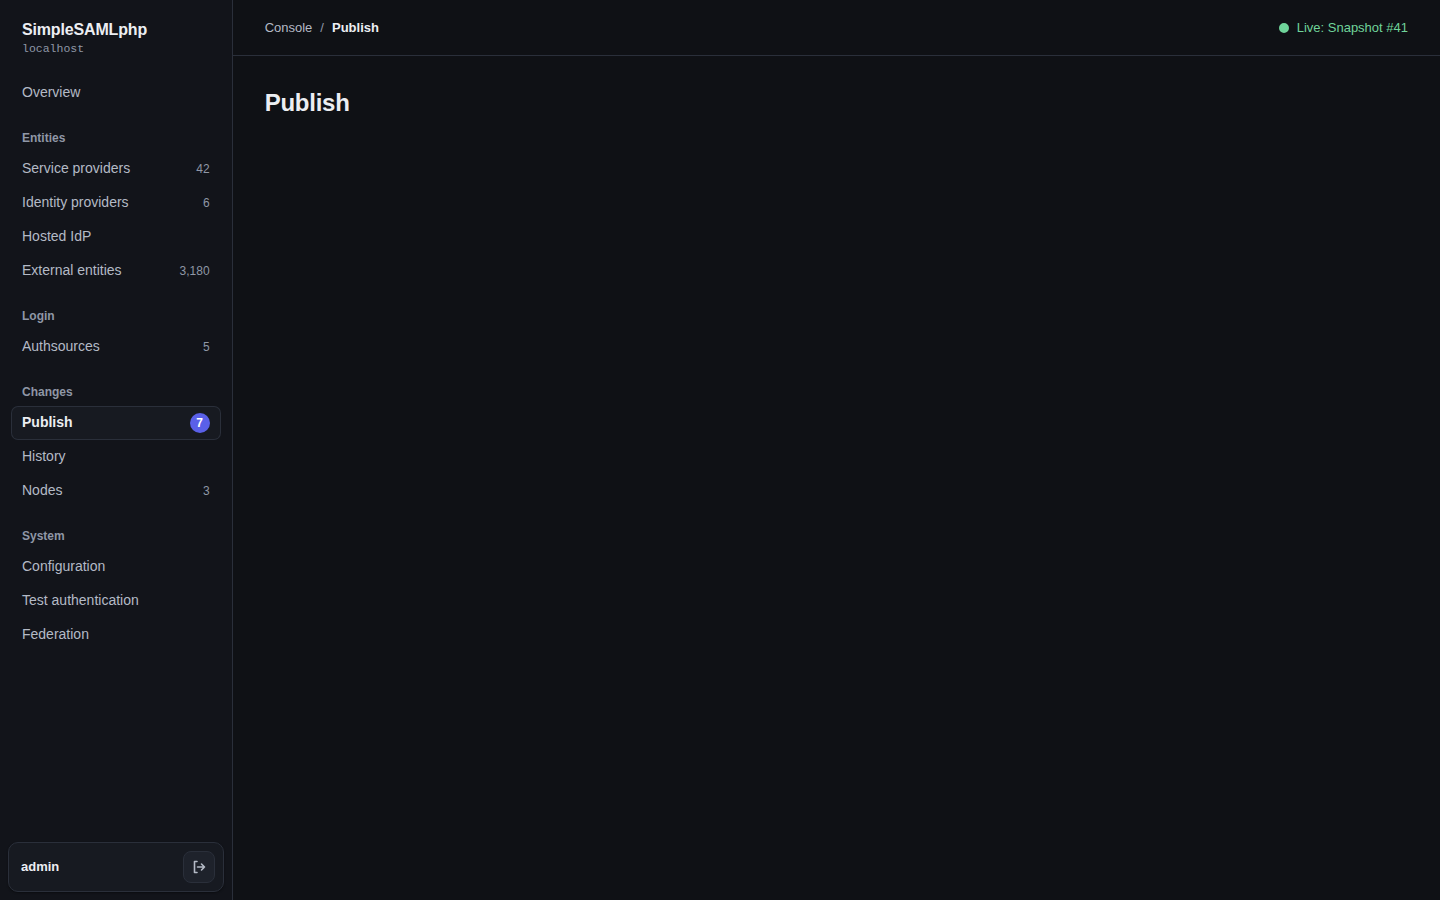 SimpleSAMLphp
localhost
Overview
Entities
Service providers 42
Identity providers 6
Hosted IdP
External entities 3,180
Login
Authsources 5
Changes
Publish 7
History
Nodes 3
System
Configuration
Test authentication
Federation
admin
Console / Publish
Live: Snapshot #41
Publish